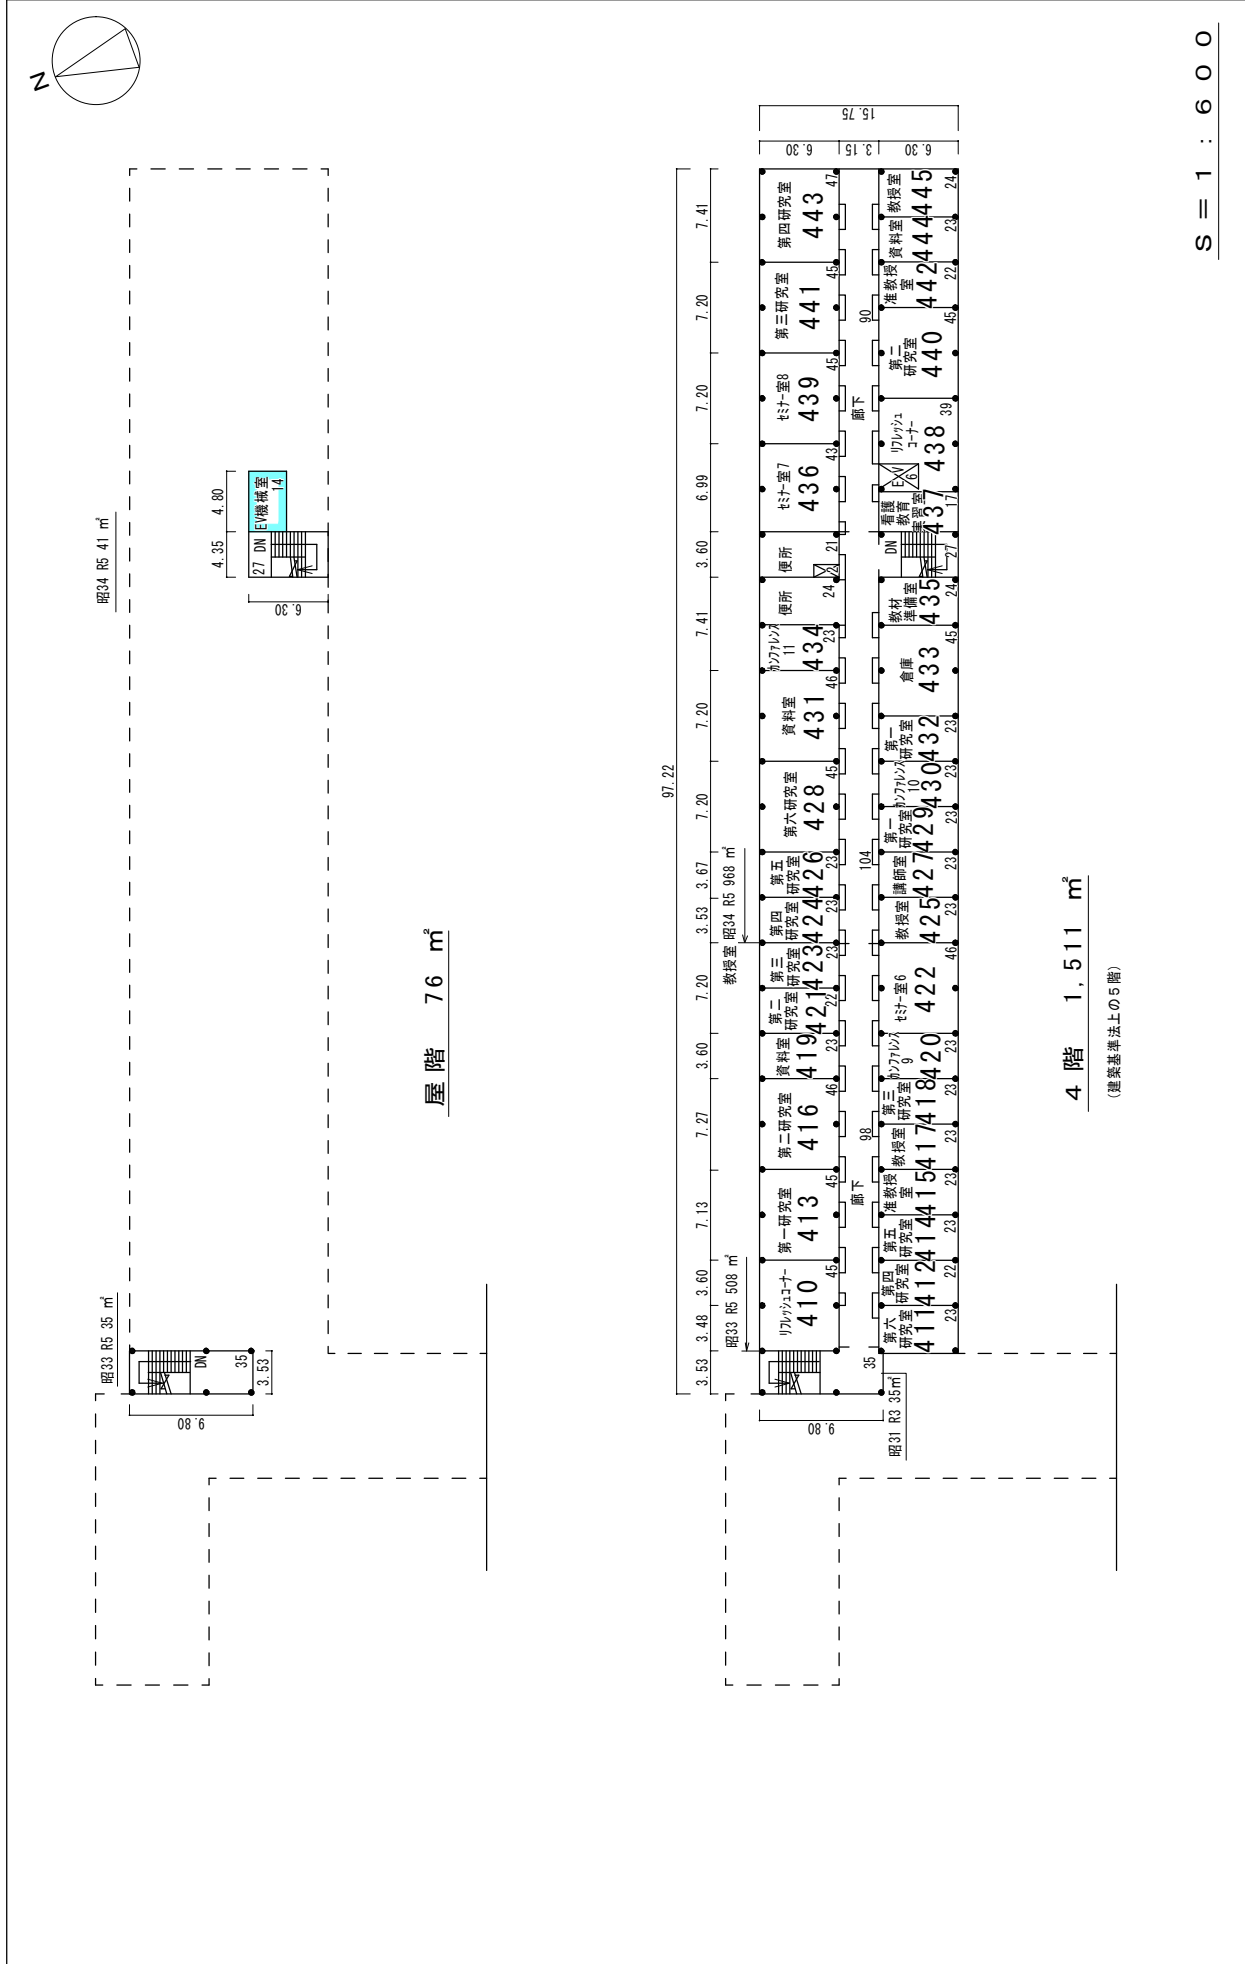 N
S=1:600
昭34 R5 41 ㎡
4.35
4.80
EV機械室
14
27 DN
6.30
昭33 R5 35 ㎡
DN
35
3.53
9.80
屋階 76 ㎡
97.22
3.53
3.48
3.60
7.13
7.27
3.60
7.20
3.53
3.67
7.20
7.20
7.41
3.60
6.99
7.20
7.20
7.41
15.75
6.30
3.15
6.30
昭33 R5 508 ㎡
教授室 昭34 R5 968 ㎡
昭31 R3 35㎡
9.80
35
リフレッシュコーナー
410
45
第一研究室
413
45
第二研究室
416
46
資料室
419
23
第二
研究室
421
22
第三
研究室
423
23
第四
研究室
424
23
第五
研究室
426
23
第六研究室
428
45
資料室
431
46
カンファレンス
11
434
23
便所
24
2
便所
21
セミナー室7
436
43
セミナー室8
439
45
第三研究室
441
45
第四研究室
443
47
廊下
98
104
廊下
90
第六
研究室
411
23
第四
研究室
412
22
第五
研究室
414
23
准教授
室
415
23
教授室
417
23
第三
研究室
418
23
カンファレンス
9
420
23
セミナー室6
422
46
教授室
425
23
講師室
427
23
第一
研究室
429
23
カンファレンス
10
430
23
第一
研究室
432
23
倉庫
433
45
教材
準備室
435
24
DN
27
看護
教育
実習室
437
17
EV
6
リフレッシュ
コーナー
438
39
第二
研究室
440
45
准教授
室
442
22
資料室
444
23
教授室
445
24
4階 1,511 ㎡
(建築基準法上の5階)